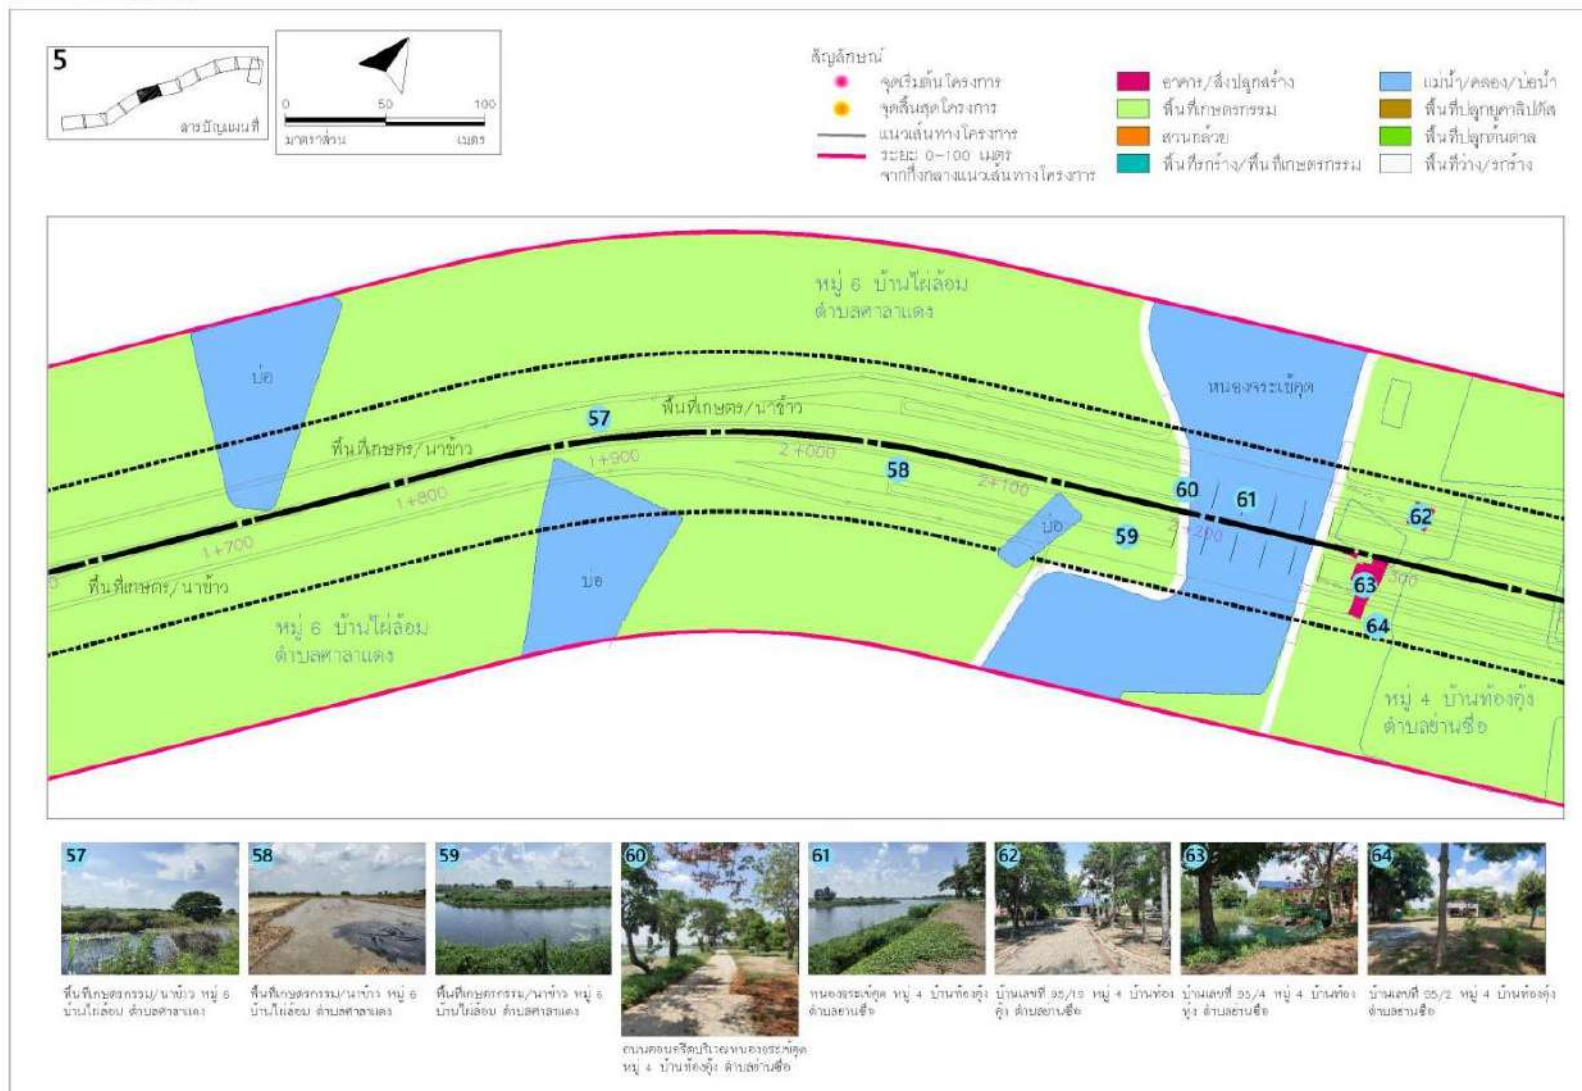 5
สารบัญแผนที่
0 50 100
มาตราส่วน เมตร
สัญลักษณ์
จุดเริ่มต้นโครงการ
จุดสิ้นสุดโครงการ
แนวเส้นทางโครงการ
ระยะ 0-100 เมตร
จากกึ่งกลางแนวเส้นทางโครงการ
อาคาร/สิ่งปลูกสร้าง
พื้นที่เกษตรกรรม
สวนกล้วย
พื้นที่รกร้าง/พื้นที่เกษตรกรรม
แม่น้ำ/คลอง/บ่อน้ำ
พื้นที่ปลูกยูคาลิปตัส
พื้นที่ปลูกต้นตาล
พื้นที่ว่าง/รกร้าง
หมู่ 6 บ้านไผ่ล้อม
ตำบลศาลาแดง
บ่อ
หนองจระเข้คุด
57
พื้นที่เกษตร/นาข้าว
พื้นที่เกษตร/นาข้าว
1+900
2+000
58
2+100
60
61
62
1+800
1+700
บ่อ
59
2+200
พื้นที่เกษตร/นาข้าว
บ่อ
63
300
64
หมู่ 6 บ้านไผ่ล้อม
ตำบลศาลาแดง
หมู่ 4 บ้านท้องคุ้ง
ตำบลย่านซื่อ
57
พื้นที่เกษตรกรรม/นาข้าว หมู่ 6
บ้านไผ่ล้อม ตำบลศาลาแดง
58
พื้นที่เกษตรกรรม/นาข้าว หมู่ 6
บ้านไผ่ล้อม ตำบลศาลาแดง
59
พื้นที่เกษตรกรรม/นาข้าว หมู่ 6
บ้านไผ่ล้อม ตำบลศาลาแดง
60
ถนนคอนกรีตบริเวณหนองจระเข้คุด
หมู่ 4 บ้านท้องคุ้ง ตำบลย่านซื่อ
61
หนองจระเข้คุด หมู่ 4 บ้านท้องคุ้ง
ตำบลย่านซื่อ
62
บ้านเลขที่ 95/19 หมู่ 4 บ้านท้อง
คุ้ง ตำบลย่านซื่อ
63
บ้านเลขที่ 95/4 หมู่ 4 บ้านท้อง
ทุ่ง ตำบลย่านซื่อ
64
บ้านเลขที่ 95/2 หมู่ 4 บ้านท้องคุ้ง
ตำบลย่านซื่อ